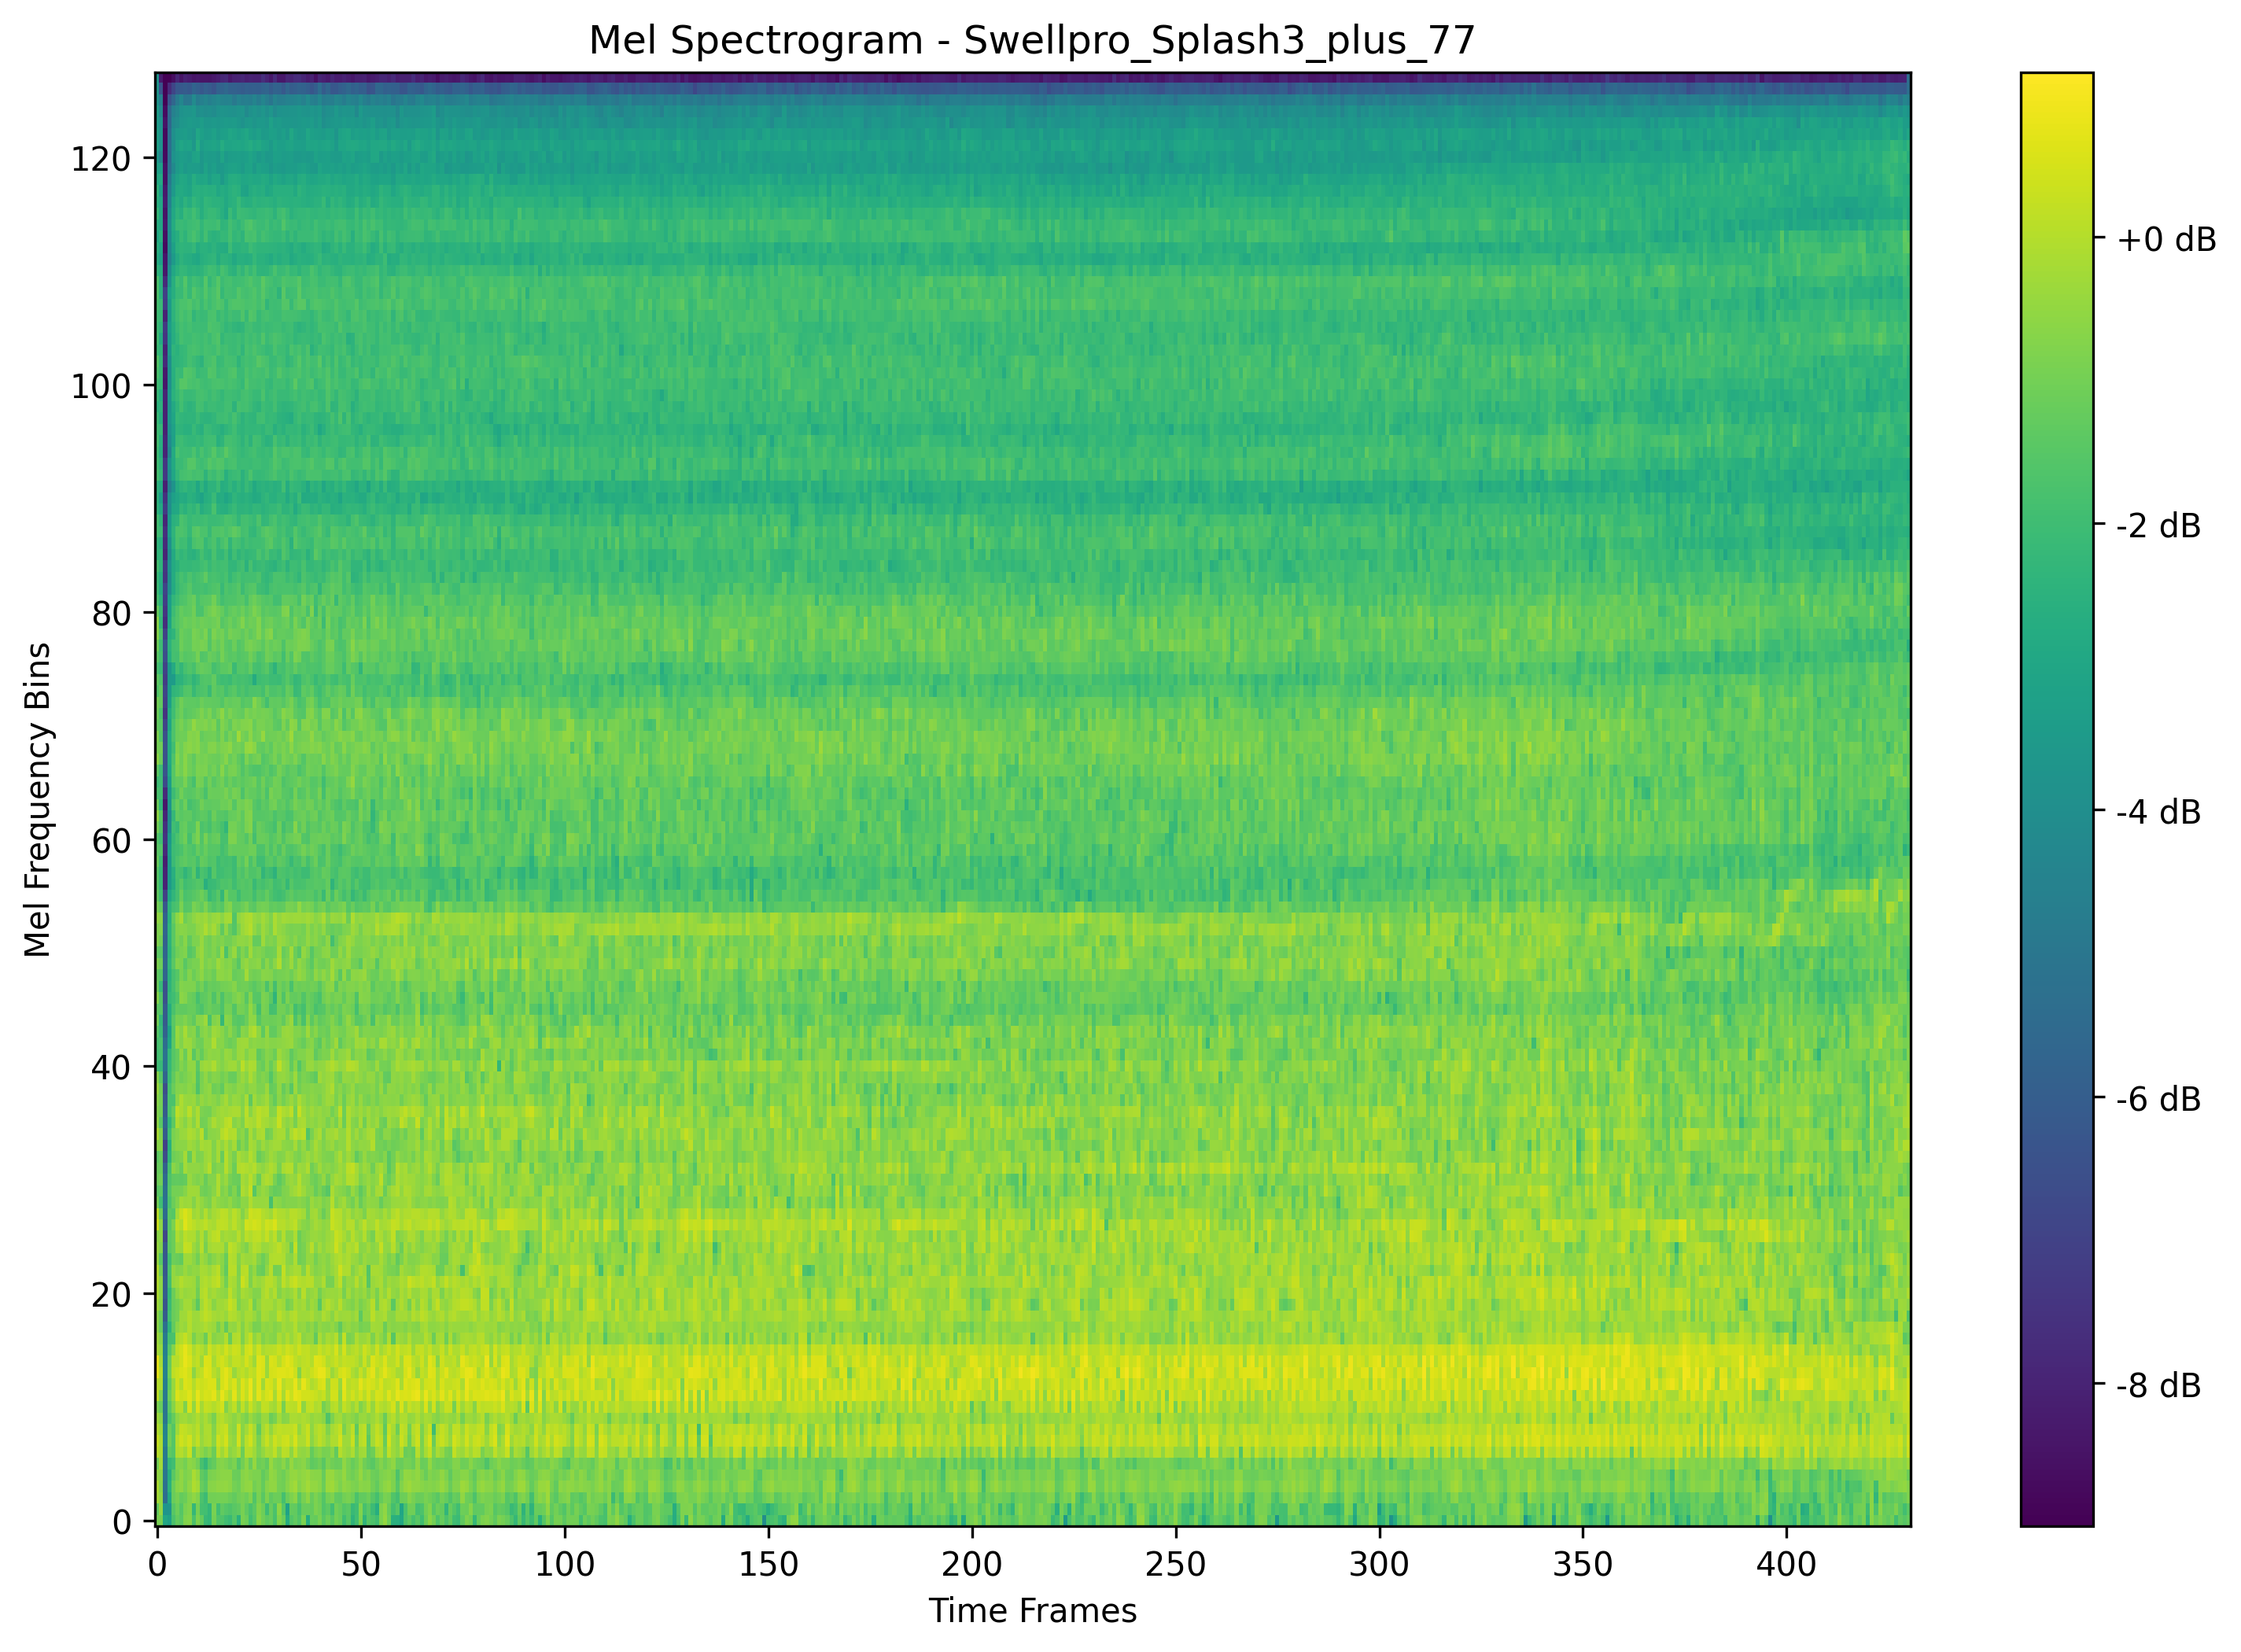 Mel Spectrogram - Swellpro_Splash3_plus_77
Mel Frequency Bins
120
100
80
60
40
20
0
0 50 100 150 200 250 300 350 400
Time Frames
+0 dB
-2 dB
-4 dB
-6 dB
-8 dB